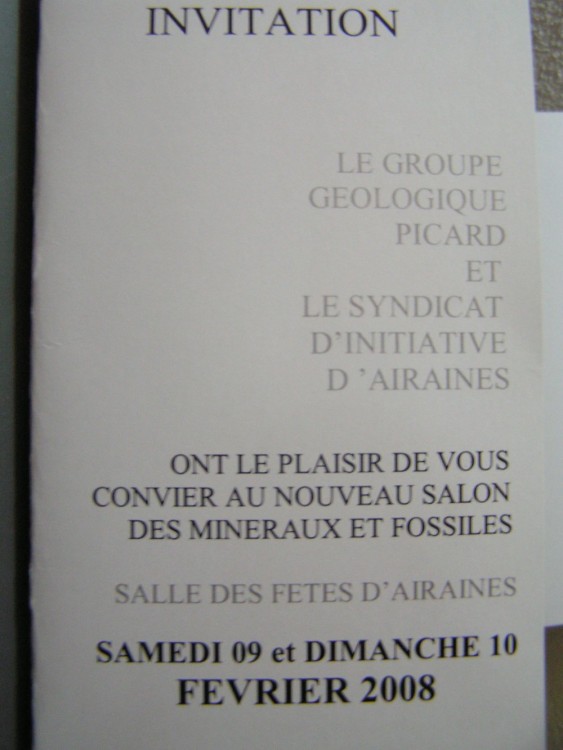 INVITATION
LE GROUPE
GEOLOGIQUE
PICARD
ET
LE SYNDICAT
D'INITIATIVE
D 'AIRAINES
ONT LE PLAISIR DE VOUS
CONVIER AU NOUVEAU SALON
DES MINERAUX ET FOSSILES
SALLE DES FETES D'AIRAINES
SAMEDI 09 et DIMANCHE 10
FEVRIER 2008